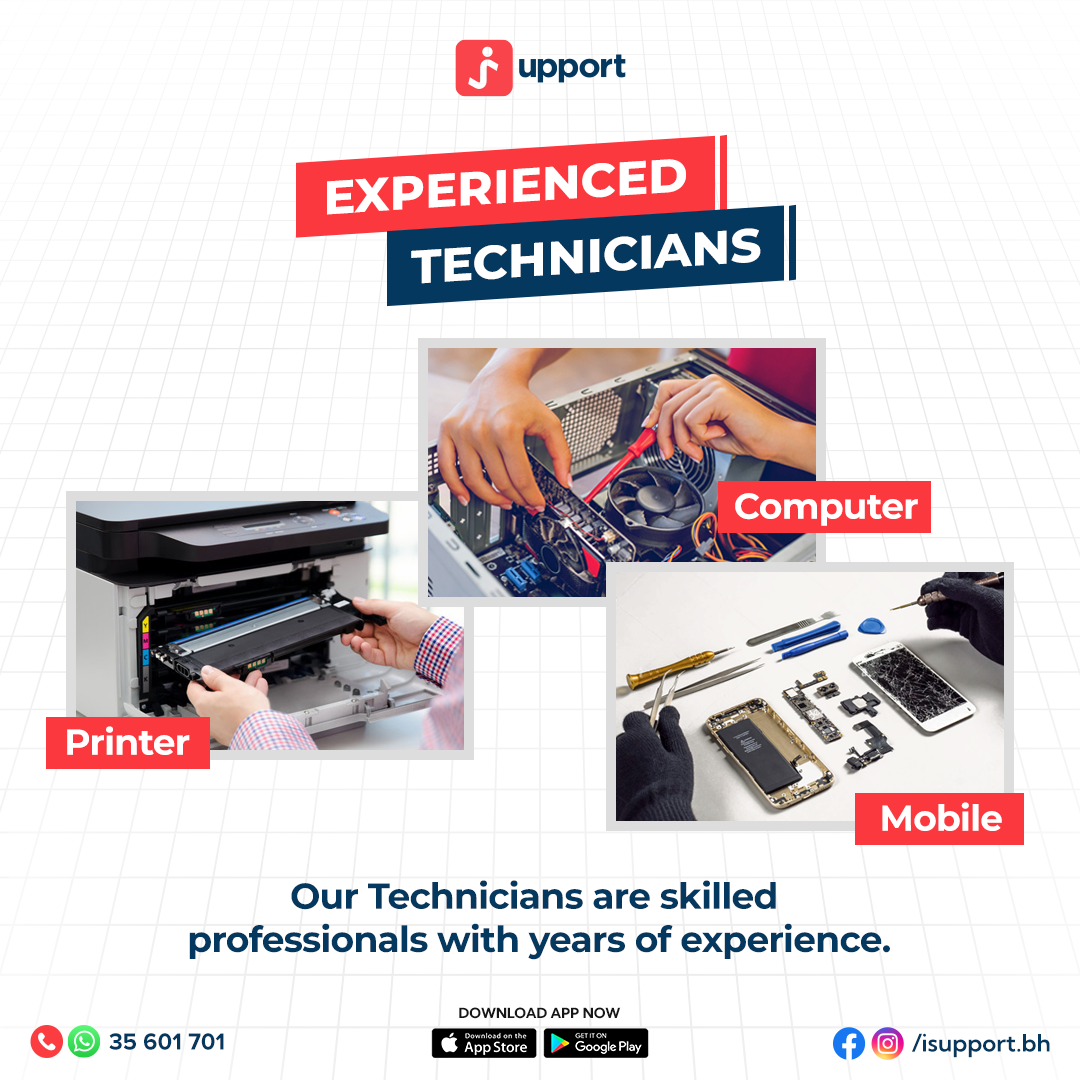 upport
EXPERIENCED
TECHNICIANS
Computer
Printer
Mobile
Our Technicians are skilled
professionals with years of experience.
DOWNLOAD APP NOW
35 601 701
Download on the
App Store
GET IT ON
Google Play
/isupport.bh